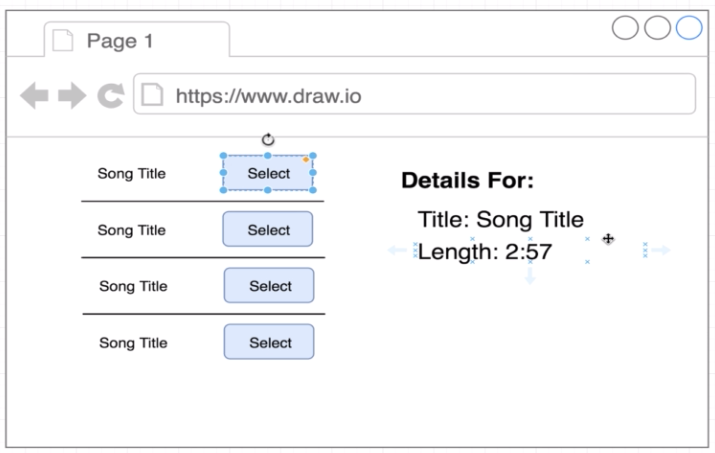 Page 1
https://www.draw.io
Song Title Select
Song Title Select
Song Title Select
Song Title Select
Details For:
Title: Song Title
Length: 2:57